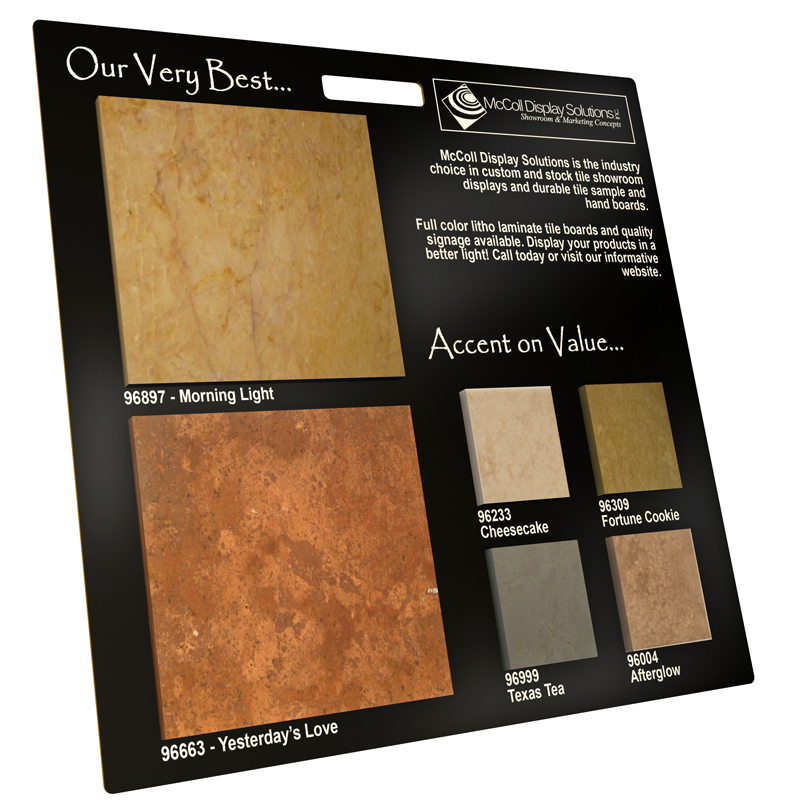 Our Very Best...
McColl Display Solutions
Showroom & Marketing Concepts
McColl Display Solutions is the industry
choice in custom and stock tile showroom
displays and durable tile sample and
hand boards.
Full color litho laminate tile boards and quality
signage available. Display your products in a
better light! Call today or visit our informative
website.
96897 - Morning Light
Accent on Value...
96233
Cheesecake
96309
Fortune Cookie
96999
Texas Tea
96004
Afterglow
96663 - Yesterday's Love